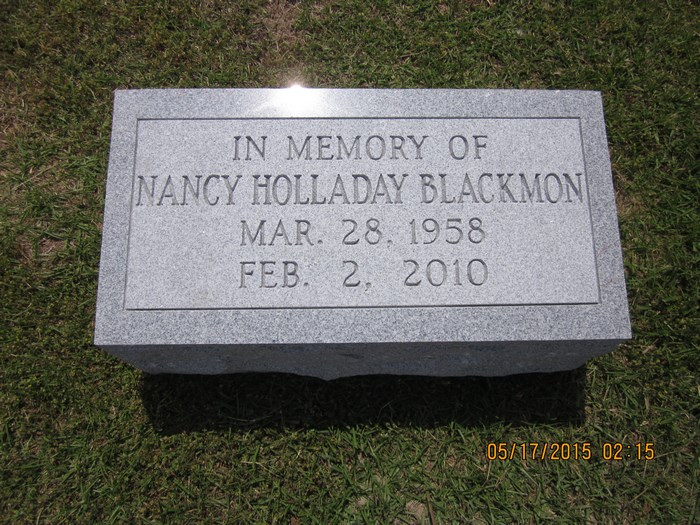 IN MEMORY OF
NANCY HOLLADAY BLACKMON
MAR. 28, 1958
FEB. 2, 2010
05/17/2015 02:15